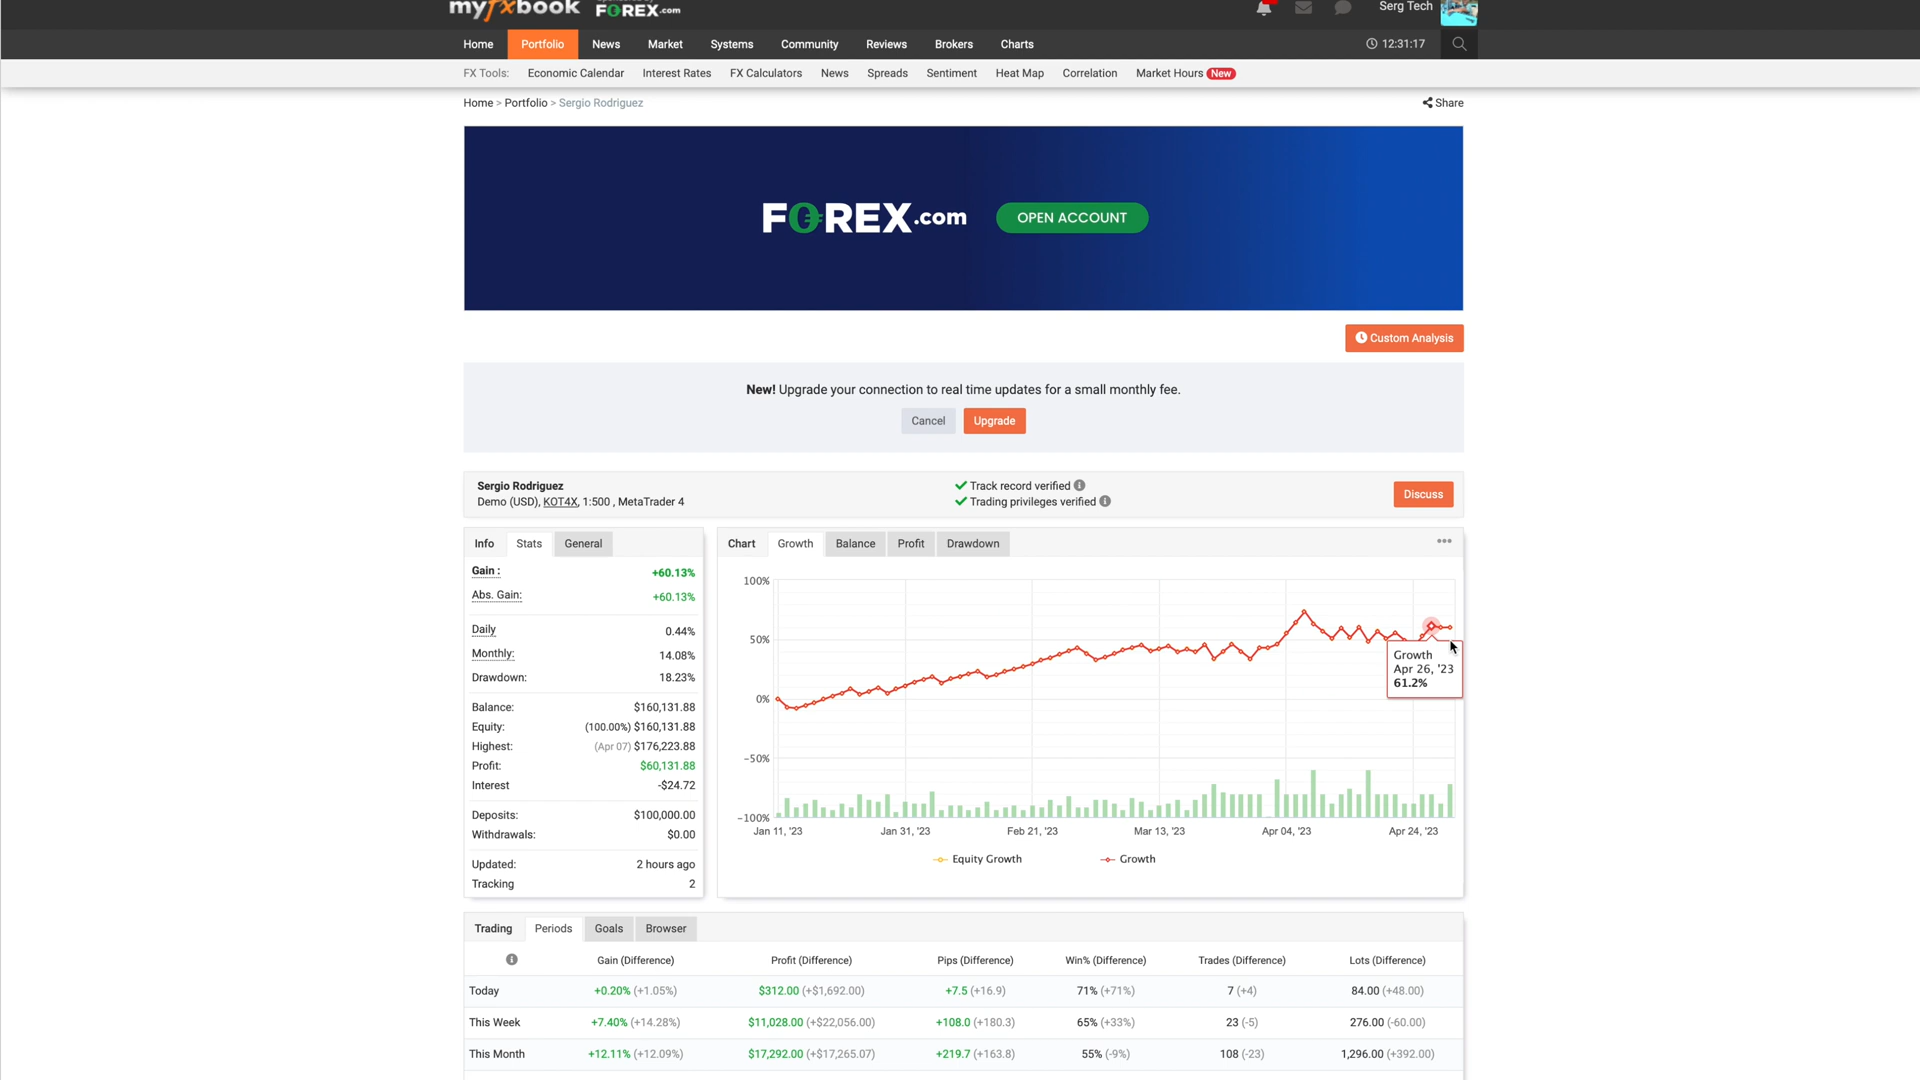 myfxbook FOREX.com Serg Tech
Home Portfolio News Market Systems Community Reviews Brokers Charts 12:31:17
FX Tools: Economic Calendar Interest Rates FX Calculators News Spreads Sentiment Heat Map Correlation Market Hours New
Home > Portfolio > Sergio Rodriguez Share
FOREX.com OPEN ACCOUNT
Custom Analysis
New! Upgrade your connection to real time updates for a small monthly fee.
Cancel Upgrade
Sergio Rodriguez
Demo (USD), KOT4X, 1:500 , MetaTrader 4
Track record verified
Trading privileges verified
Discuss
Info Stats General
Gain : +60.13%
Abs. Gain: +60.13%
Daily 0.44%
Monthly: 14.08%
Drawdown: 18.23%
Balance: $160,131.88
Equity: (100.00%) $160,131.88
Highest: (Apr 07) $176,223.88
Profit: $60,131.88
Interest -$24.72
Deposits: $100,000.00
Withdrawals: $0.00
Updated: 2 hours ago
Tracking 2
Chart Growth Balance Profit Drawdown
100%
50%
0%
-50%
-100%
Growth
Apr 26, '23
61.2%
Jan 11, '23 Jan 31, '23 Feb 21, '23 Mar 13, '23 Apr 04, '23 Apr 24, '23
Equity Growth Growth
Trading Periods Goals Browser
Gain (Difference) Profit (Difference) Pips (Difference) Win% (Difference) Trades (Difference) Lots (Difference)
Today +0.20% (+1.05%) $312.00 (+$1,692.00) +7.5 (+16.9) 71% (+71%) 7 (+4) 84.00 (+48.00)
This Week +7.40% (+14.28%) $11,028.00 (+$22,056.00) +108.0 (+180.3) 65% (+33%) 23 (-5) 276.00 (-60.00)
This Month +12.11% (+12.09%) $17,292.00 (+$17,265.07) +219.7 (+163.8) 55% (-9%) 108 (-23) 1,296.00 (+392.00)